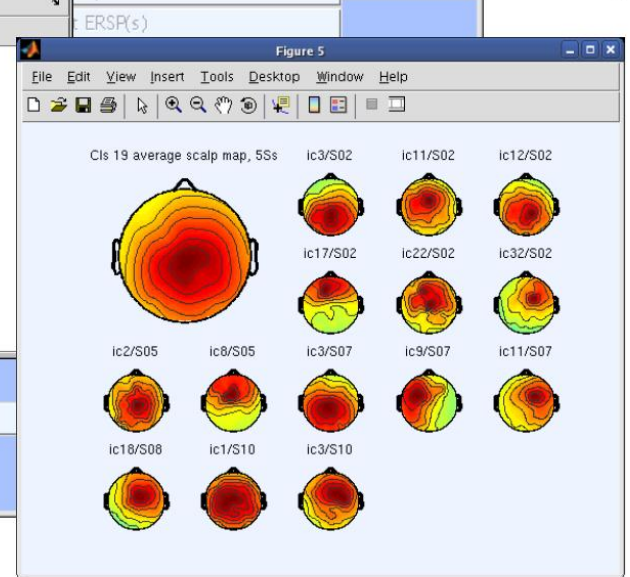 t ERSP(s)
Figure 5
File Edit View Insert Tools Desktop Window Help
Cls 19 average scalp map, 5Ss
ic3/S02
ic11/S02
ic12/S02
ic17/S02
ic22/S02
ic32/S02
ic2/S05
ic8/S05
ic3/S07
ic9/S07
ic11/S07
ic18/S08
ic1/S10
ic3/S10